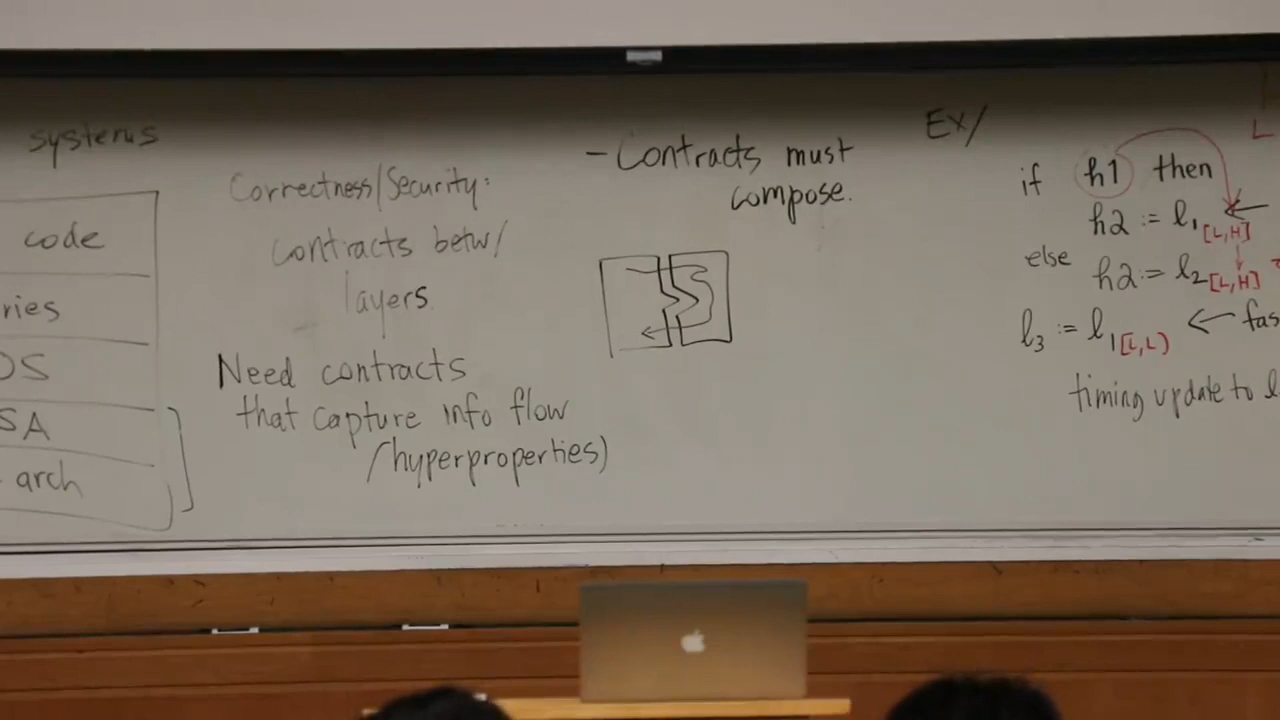 systems
code
ries
OS
SA
arch
Correctness/Security:
contracts betw/
layers
Need contracts
that capture info flow
/hyperproperties)
- Contracts must
compose.
Ex/
L
if h1 then
h2 := l₁ [L,H] ←
else h2 := l₂ [L,H]
l₃ := l₁ [L,L) ← fas
timing update to l